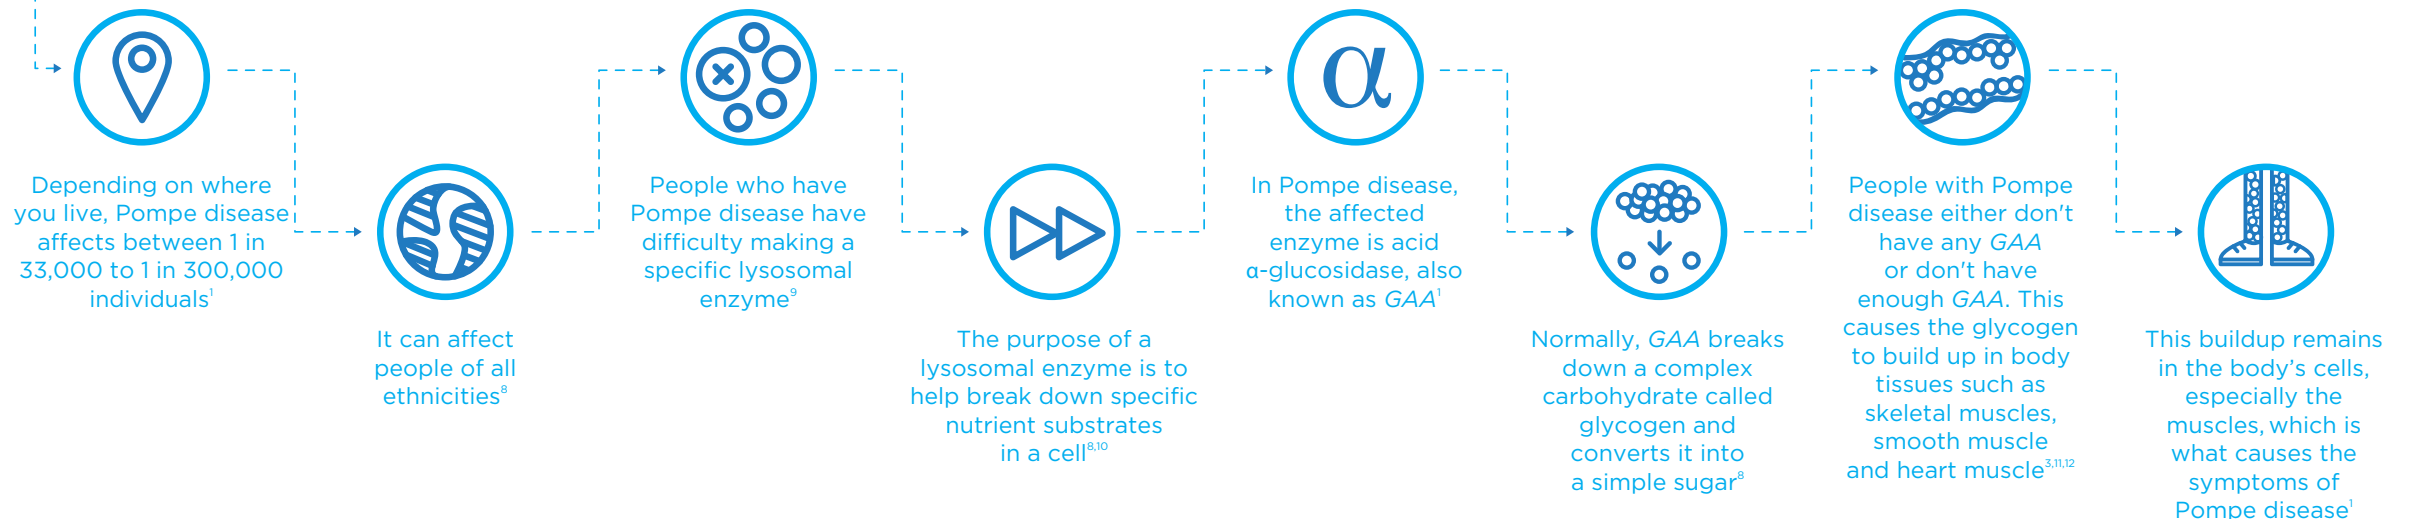 Depending on where
you live, Pompe disease
affects between 1 in
33,000 to 1 in 300,000
individuals1
It can affect
people of all
ethnicities8
People who have
Pompe disease have
difficulty making a
specific lysosomal
enzyme9
The purpose of a
lysosomal enzyme is to
help break down specific
nutrient substrates
in a cell8,10
α
In Pompe disease,
the affected
enzyme is acid
α-glucosidase, also
known as GAA1
Normally, GAA breaks
down a complex
carbohydrate called
glycogen and
converts it into
a simple sugar8
People with Pompe
disease either don't
have any GAA
or don't have
enough GAA. This
causes the glycogen
to build up in body
tissues such as
skeletal muscles,
smooth muscle
and heart muscle3,11,12
This buildup remains
in the body’s cells,
especially the
muscles, which is
what causes the
symptoms of
Pompe disease1